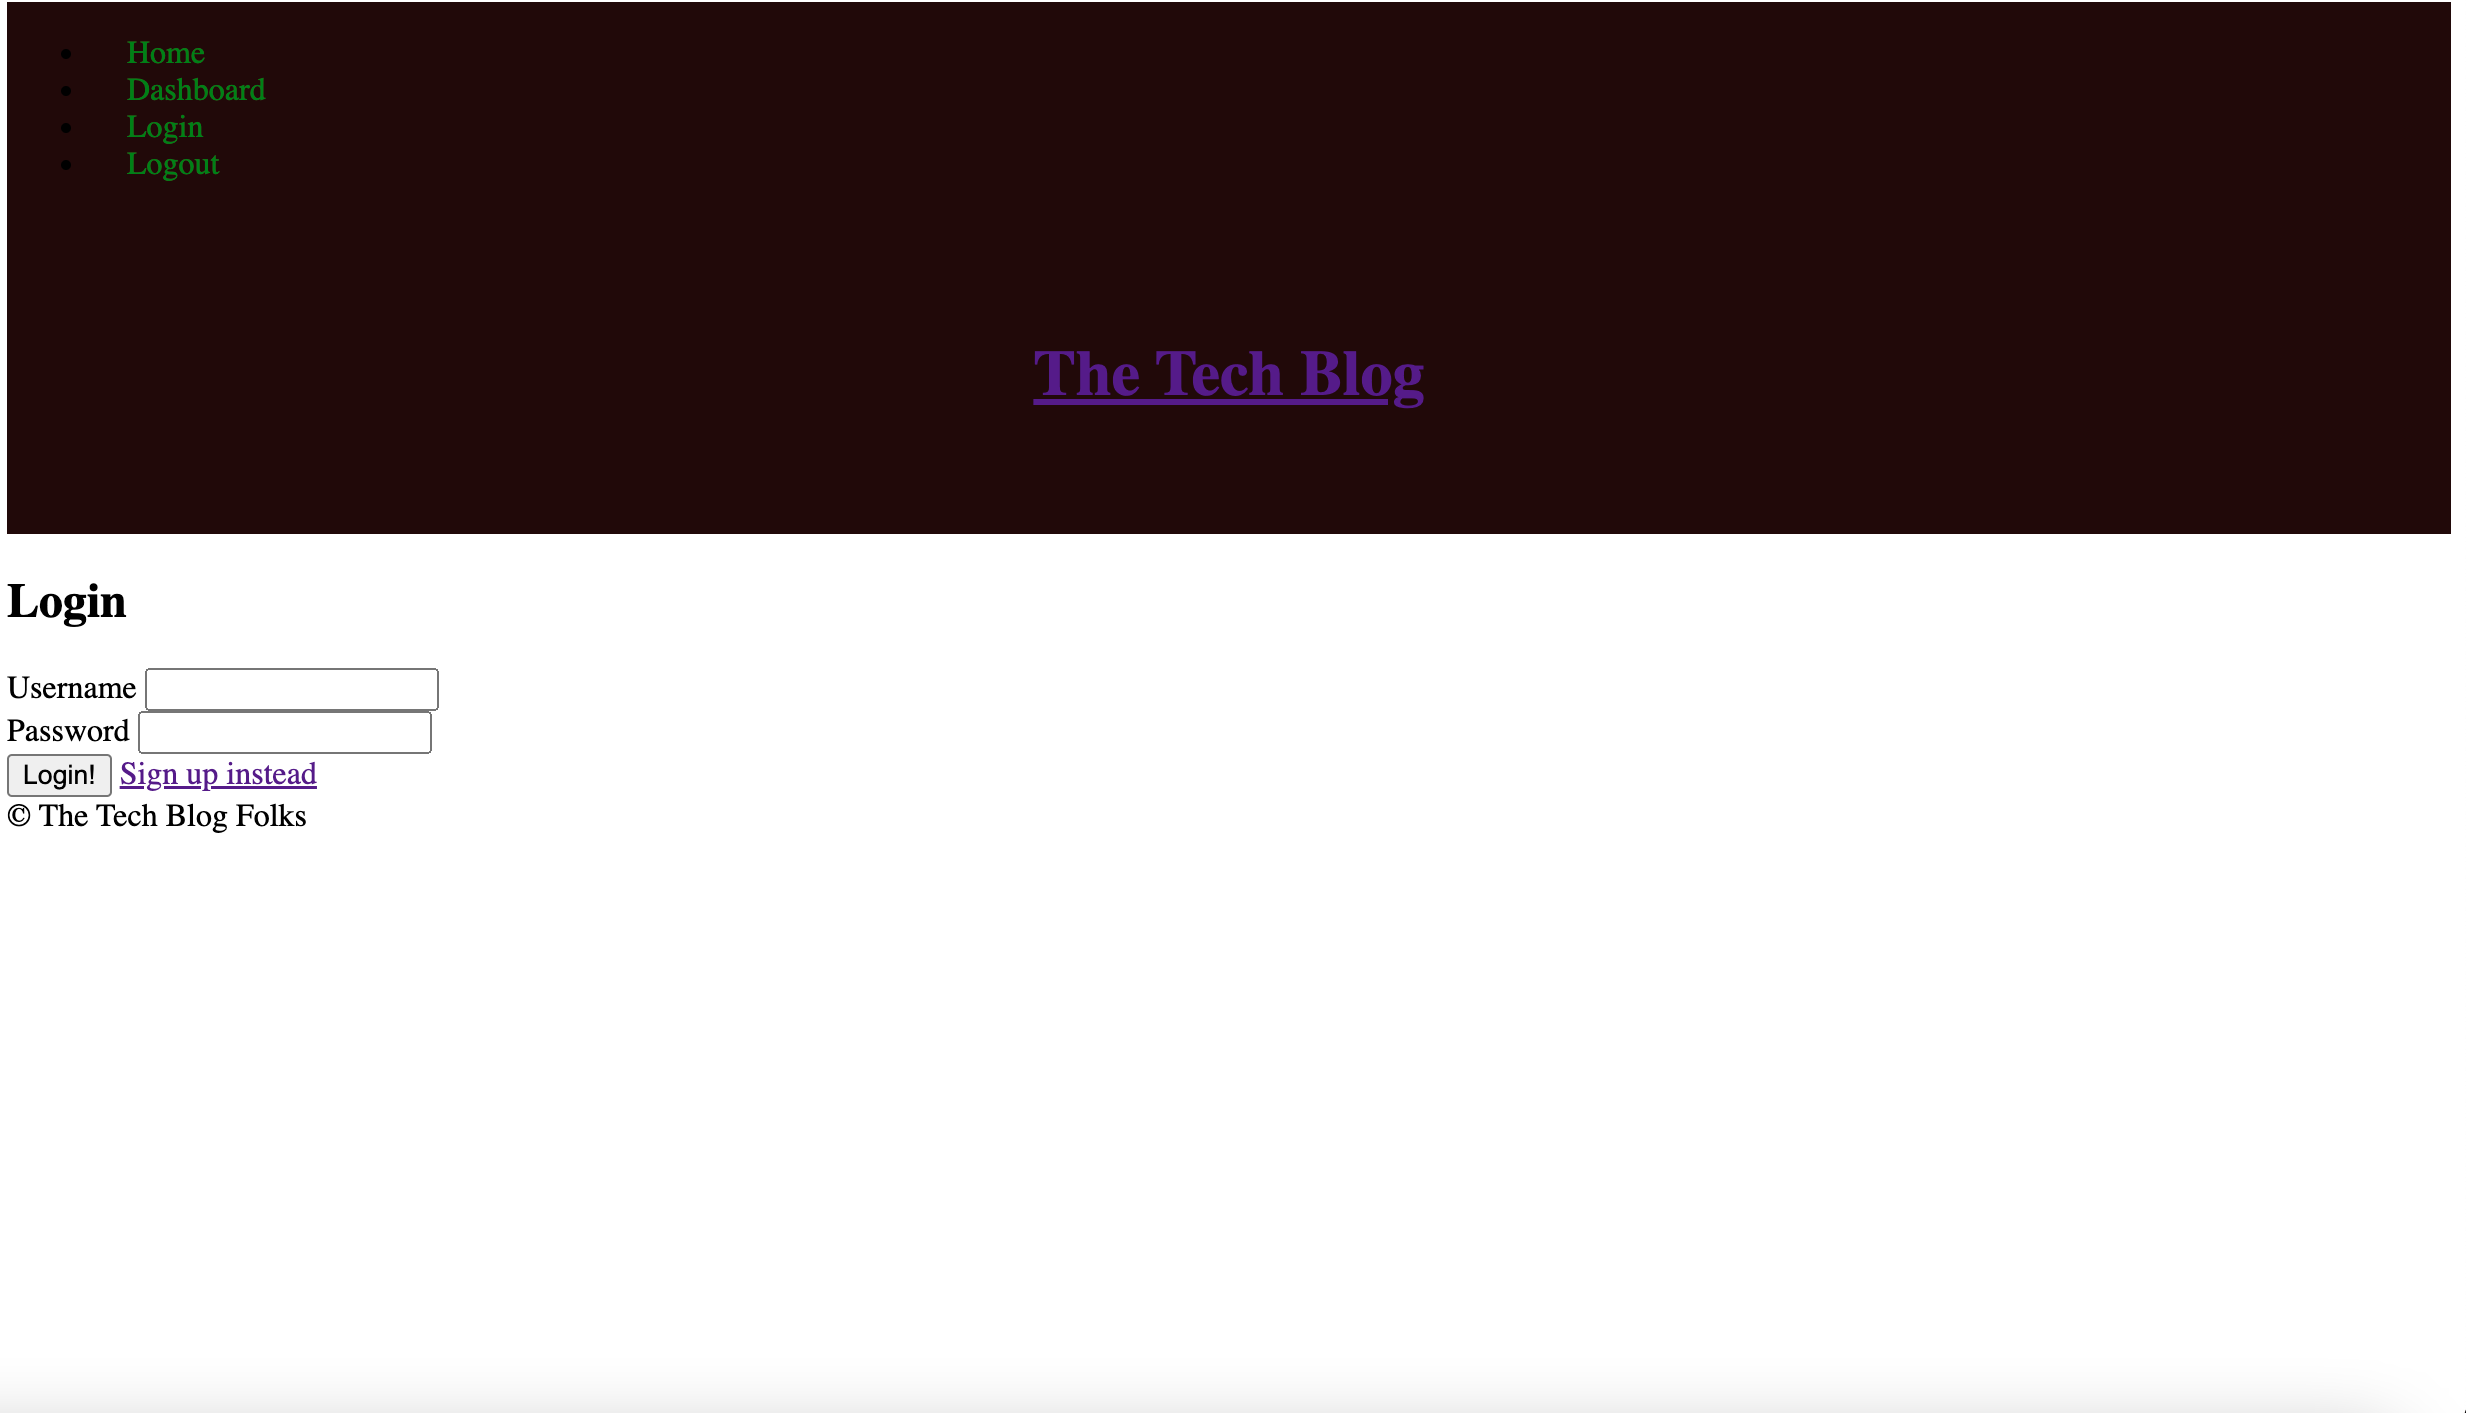 Home
Dashboard
Login
Logout
The Tech Blog
Login
Username
Password
Login! Sign up instead
© The Tech Blog Folks